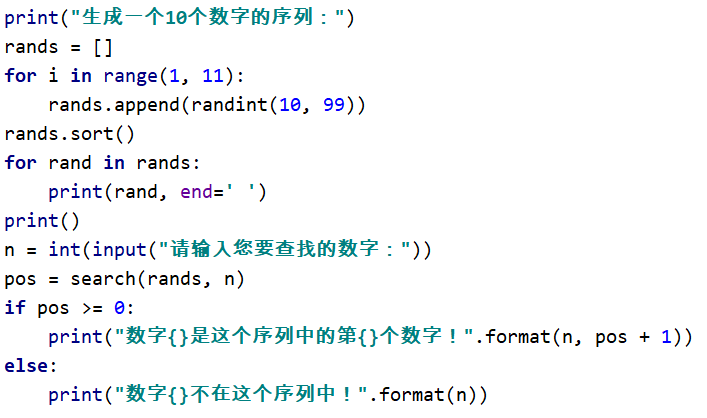 print("生成一个10个数字的序列：")
rands = []
for i in range(1, 11):
    rands.append(randint(10, 99))
rands.sort()
for rand in rands:
    print(rand, end=' ')
print()
n = int(input("请输入您要查找的数字："))
pos = search(rands, n)
if pos >= 0:
    print("数字{}是这个序列中的第{}个数字！".format(n, pos + 1))
else:
    print("数字{}不在这个序列中！".format(n))